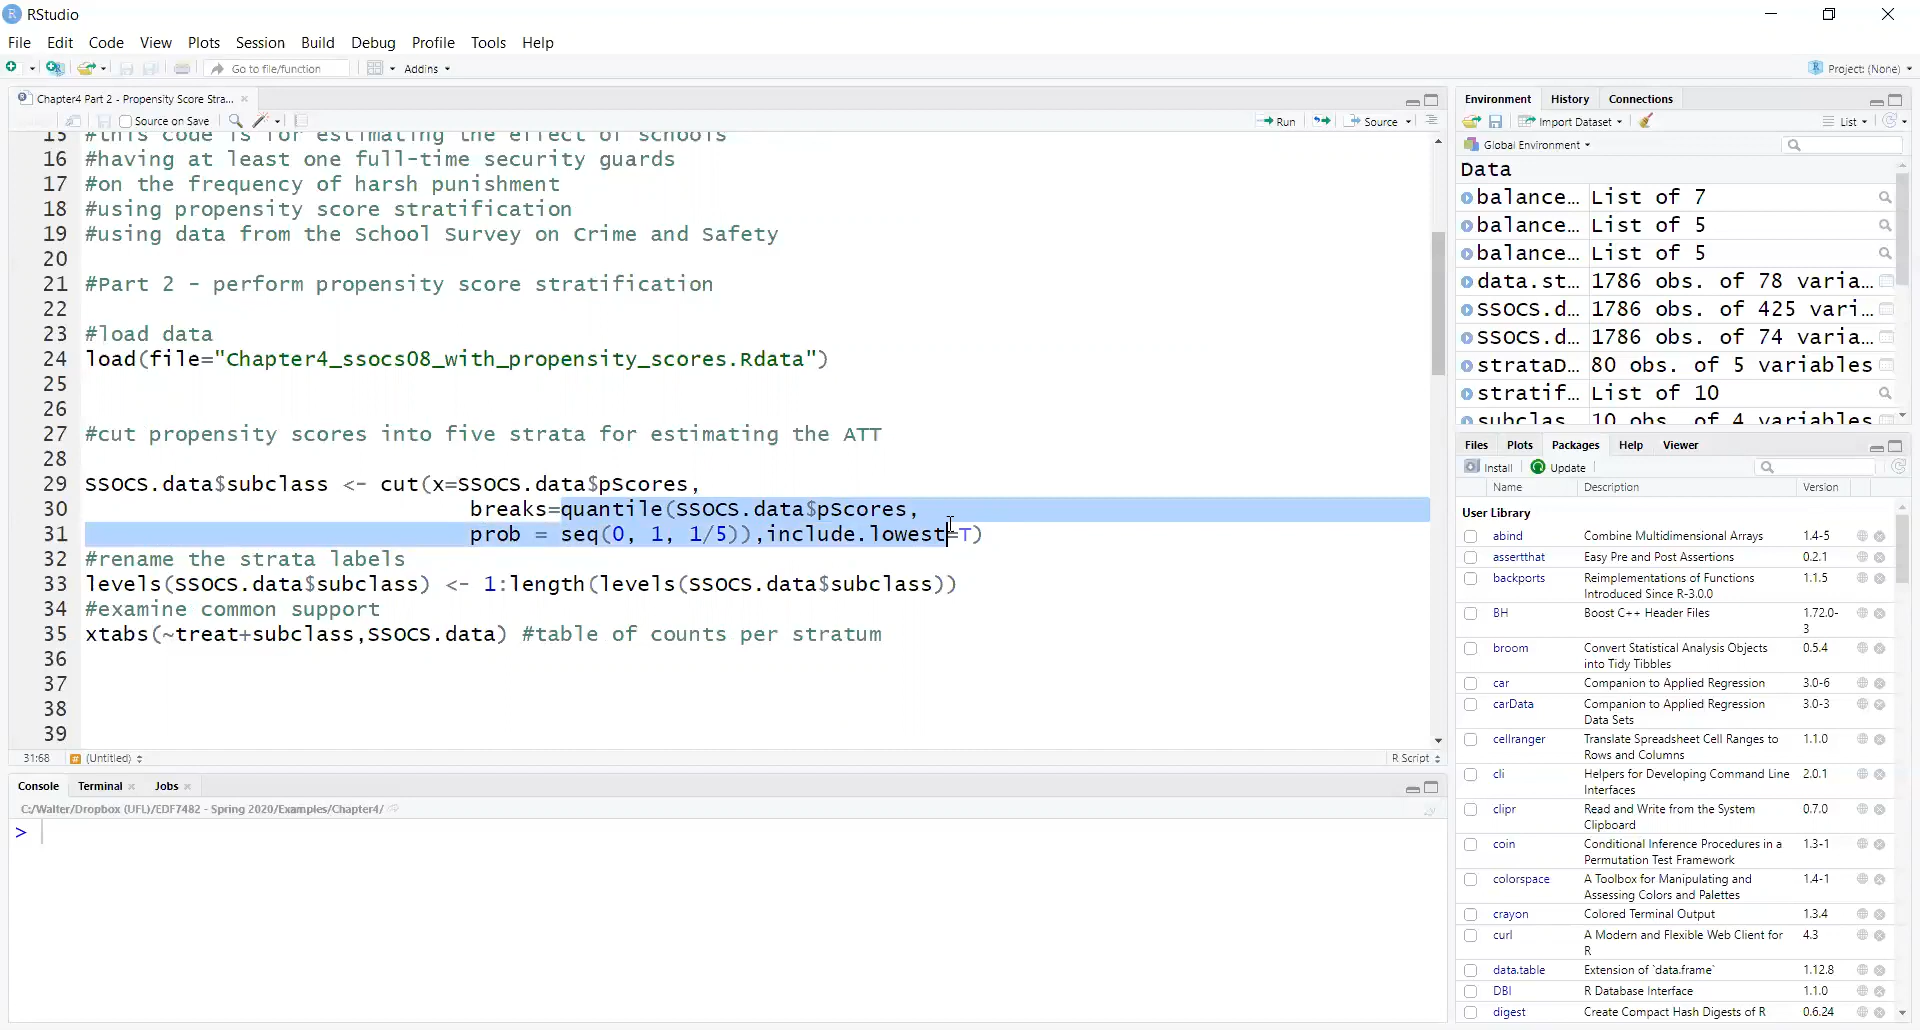 RStudio
File Edit Code View Plots Session Build Debug Profile Tools Help
Go to file/function Addins Project: (None)
Chapter4 Part 2 - Propensity Score Stra...
Source on Save Run Source
15 #this code is for estimating the effect of schools
16 #having at least one full-time security guards
17 #on the frequency of harsh punishment
18 #using propensity score stratification
19 #using data from the School Survey on Crime and Safety
20
21 #Part 2 - perform propensity score stratification
22
23 #load data
24 load(file="Chapter4_ssocs08_with_propensity_scores.Rdata")
25
26
27 #cut propensity scores into five strata for estimating the ATT
28
29 SSOCS.data$subclass <- cut(x=SSOCS.data$pScores,
30 breaks=quantile(SSOCS.data$pScores,
31 prob = seq(0, 1, 1/5)),include.lowest=T)
32 #rename the strata labels
33 levels(SSOCS.data$subclass) <- 1:length(levels(SSOCS.data$subclass))
34 #examine common support
35 xtabs(~treat+subclass,SSOCS.data) #table of counts per stratum
36
37
38
39
31:68 # (Untitled) R Script
Console Terminal Jobs
C:/Walter/Dropbox (UFL)/EDF7482 - Spring 2020/Examples/Chapter4/
>
Environment History Connections
Import Dataset List
Global Environment
Data
balance... List of 7
balance... List of 5
balance... List of 5
data.st... 1786 obs. of 78 varia...
SSOCS.d... 1786 obs. of 425 vari...
SSOCS.d... 1786 obs. of 74 varia...
strataD... 80 obs. of 5 variables
stratif... List of 10
subclas... 10 obs. of 4 variables
Files Plots Packages Help Viewer
Install Update
Name Description Version
User Library
abind Combine Multidimensional Arrays 1.4-5
assertthat Easy Pre and Post Assertions 0.2.1
backports Reimplementations of Functions 1.1.5
Introduced Since R-3.0.0
BH Boost C++ Header Files 1.72.0-
3
broom Convert Statistical Analysis Objects 0.5.4
into Tidy Tibbles
car Companion to Applied Regression 3.0-6
carData Companion to Applied Regression 3.0-3
Data Sets
cellranger Translate Spreadsheet Cell Ranges to 1.1.0
Rows and Columns
cli Helpers for Developing Command Line 2.0.1
Interfaces
clipr Read and Write from the System 0.7.0
Clipboard
coin Conditional Inference Procedures in a 1.3-1
Permutation Test Framework
colorspace A Toolbox for Manipulating and 1.4-1
Assessing Colors and Palettes
crayon Colored Terminal Output 1.3.4
curl A Modern and Flexible Web Client for 4.3
R
data.table Extension of `data.frame` 1.12.8
DBI R Database Interface 1.1.0
digest Create Compact Hash Digests of R 0.6.24